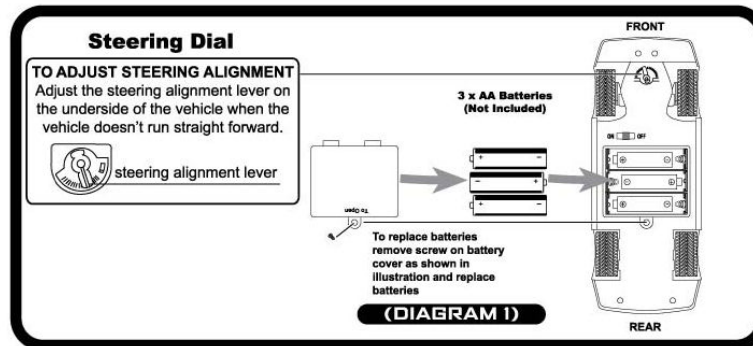 Steering Dial
TO ADJUST STEERING ALIGNMENT
Adjust the steering alignment lever on
the underside of the vehicle when the
vehicle doesn't run straight forward.
steering alignment lever
3 x AA Batteries
(Not Included)
To Open
+ −
− +
+ −
To replace batteries
remove screw on battery
cover as shown in
illustration and replace
batteries
(DIAGRAM 1)
FRONT
ON OFF
REAR